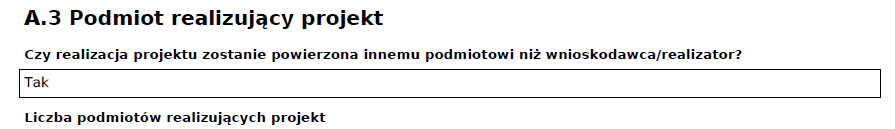 A.3 Podmiot realizujący projekt
Czy realizacja projektu zostanie powierzona innemu podmiotowi niż wnioskodawca/realizator?
Tak
Liczba podmiotów realizujących projekt